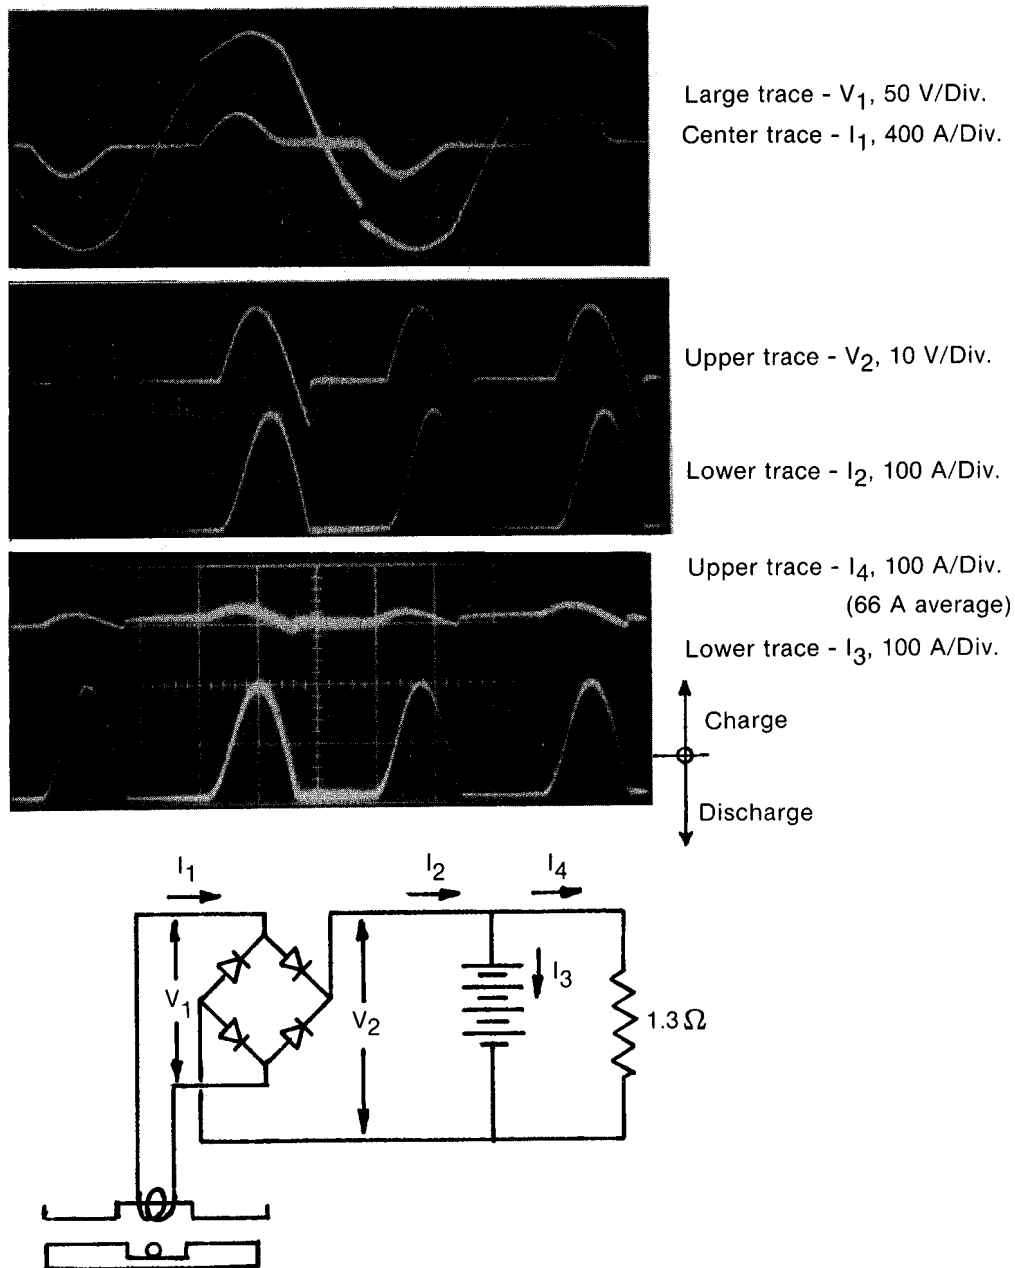 Large trace - V1, 50 V/Div.
Center trace - I1, 400 A/Div.
Upper trace - V2, 10 V/Div.
Lower trace - I2, 100 A/Div.
Upper trace - I4, 100 A/Div.
(66 A average)
Lower trace - I3, 100 A/Div.
Charge
Discharge
I1
I2
I4
V1
V2
I3
1.3 Ω